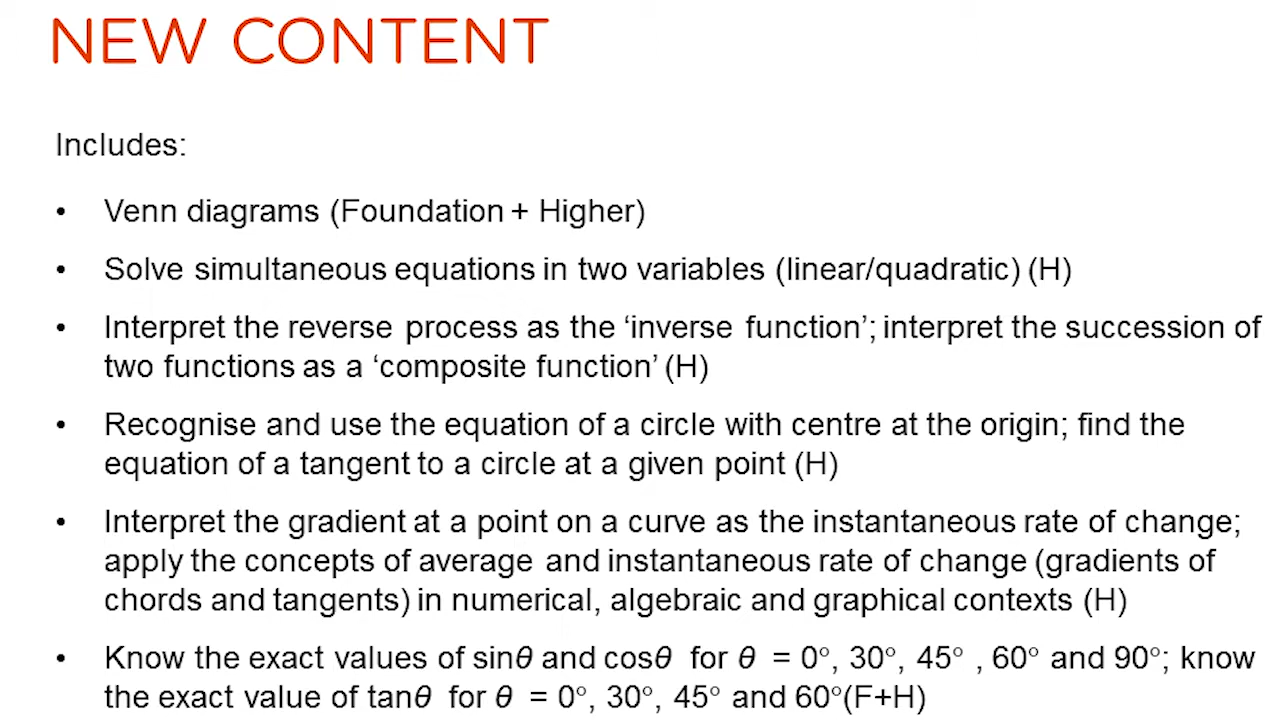 NEW CONTENT
Includes:
• Venn diagrams (Foundation + Higher)
• Solve simultaneous equations in two variables (linear/quadratic) (H)
• Interpret the reverse process as the ‘inverse function’; interpret the succession of
two functions as a ‘composite function’ (H)
• Recognise and use the equation of a circle with centre at the origin; find the
equation of a tangent to a circle at a given point (H)
• Interpret the gradient at a point on a curve as the instantaneous rate of change;
apply the concepts of average and instantaneous rate of change (gradients of
chords and tangents) in numerical, algebraic and graphical contexts (H)
• Know the exact values of sinθ and cosθ for θ = 0°, 30°, 45° , 60° and 90°; know
the exact value of tanθ for θ = 0°, 30°, 45° and 60°(F+H)